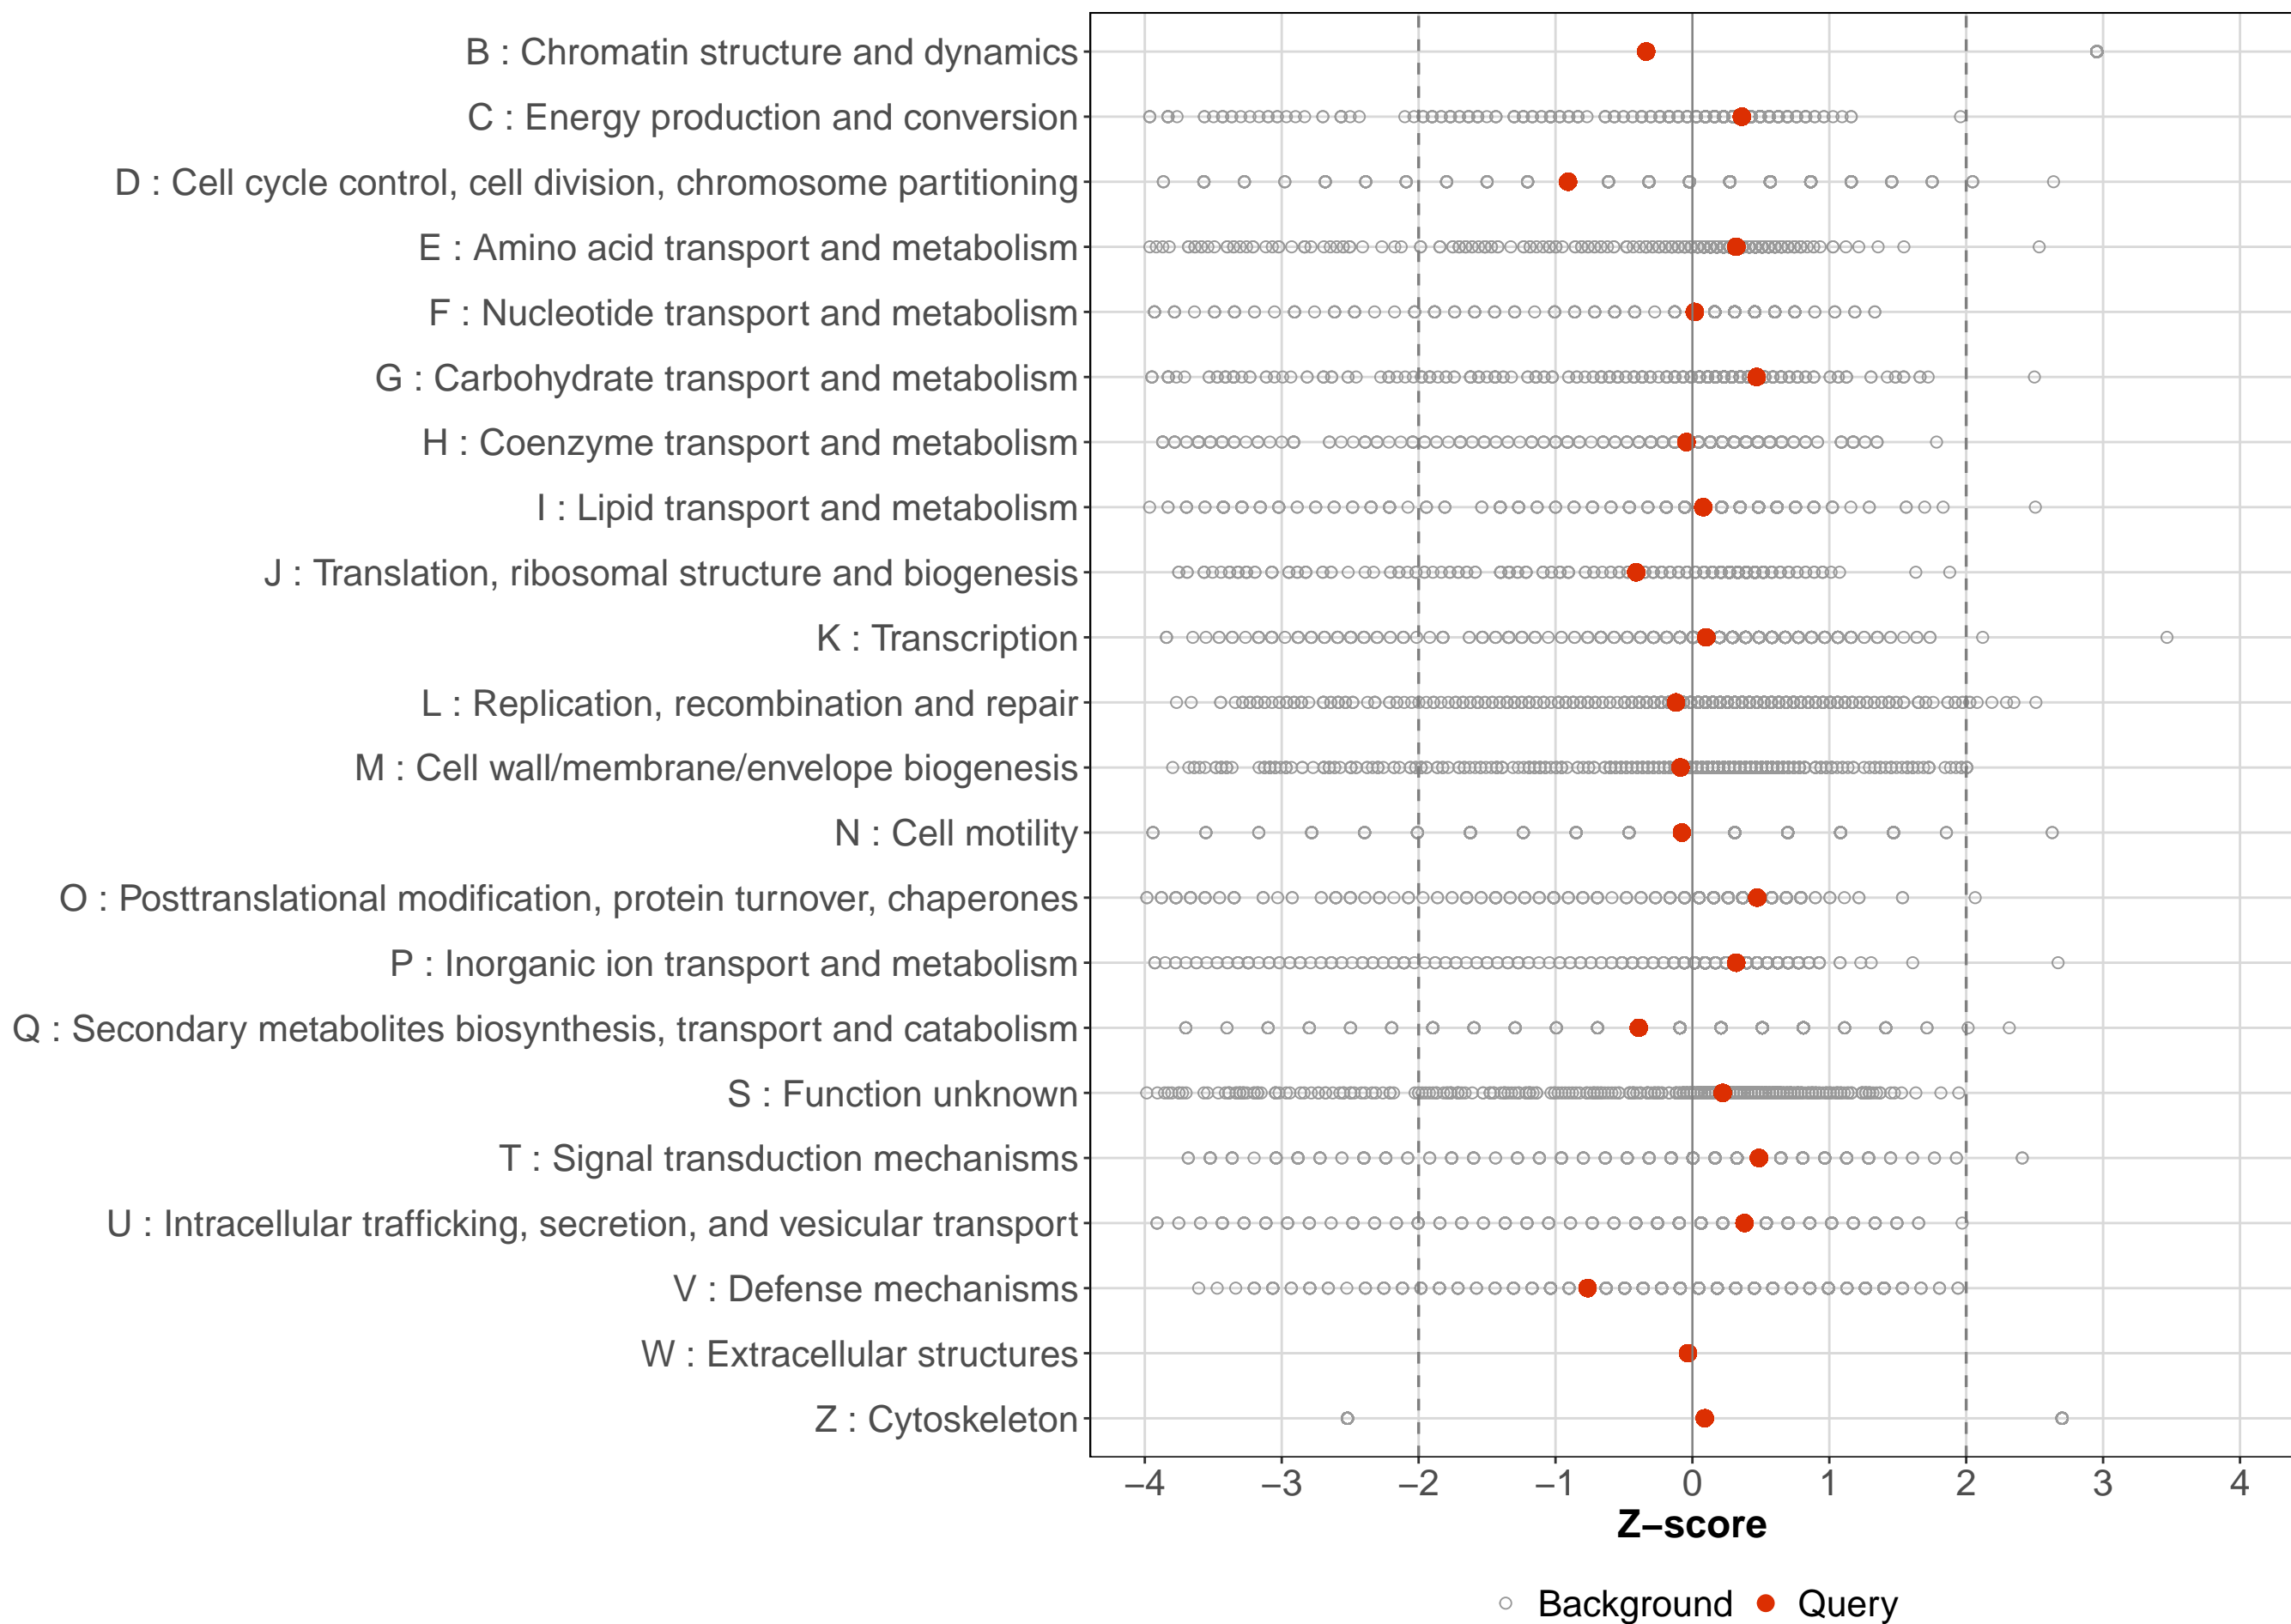 B : Chromatin structure and dynamics
C : Energy production and conversion
D : Cell cycle control, cell division, chromosome partitioning
E : Amino acid transport and metabolism
F : Nucleotide transport and metabolism
G : Carbohydrate transport and metabolism
H : Coenzyme transport and metabolism
I : Lipid transport and metabolism
J : Translation, ribosomal structure and biogenesis
K : Transcription
L : Replication, recombination and repair
M : Cell wall/membrane/envelope biogenesis
N : Cell motility
O : Posttranslational modification, protein turnover, chaperones
P : Inorganic ion transport and metabolism
Q : Secondary metabolites biosynthesis, transport and catabolism
S : Function unknown
T : Signal transduction mechanisms
U : Intracellular trafficking, secretion, and vesicular transport
V : Defense mechanisms
W : Extracellular structures
Z : Cytoskeleton
−4 −3 −2 −1 0 1 2 3 4
Z−score
Background Query